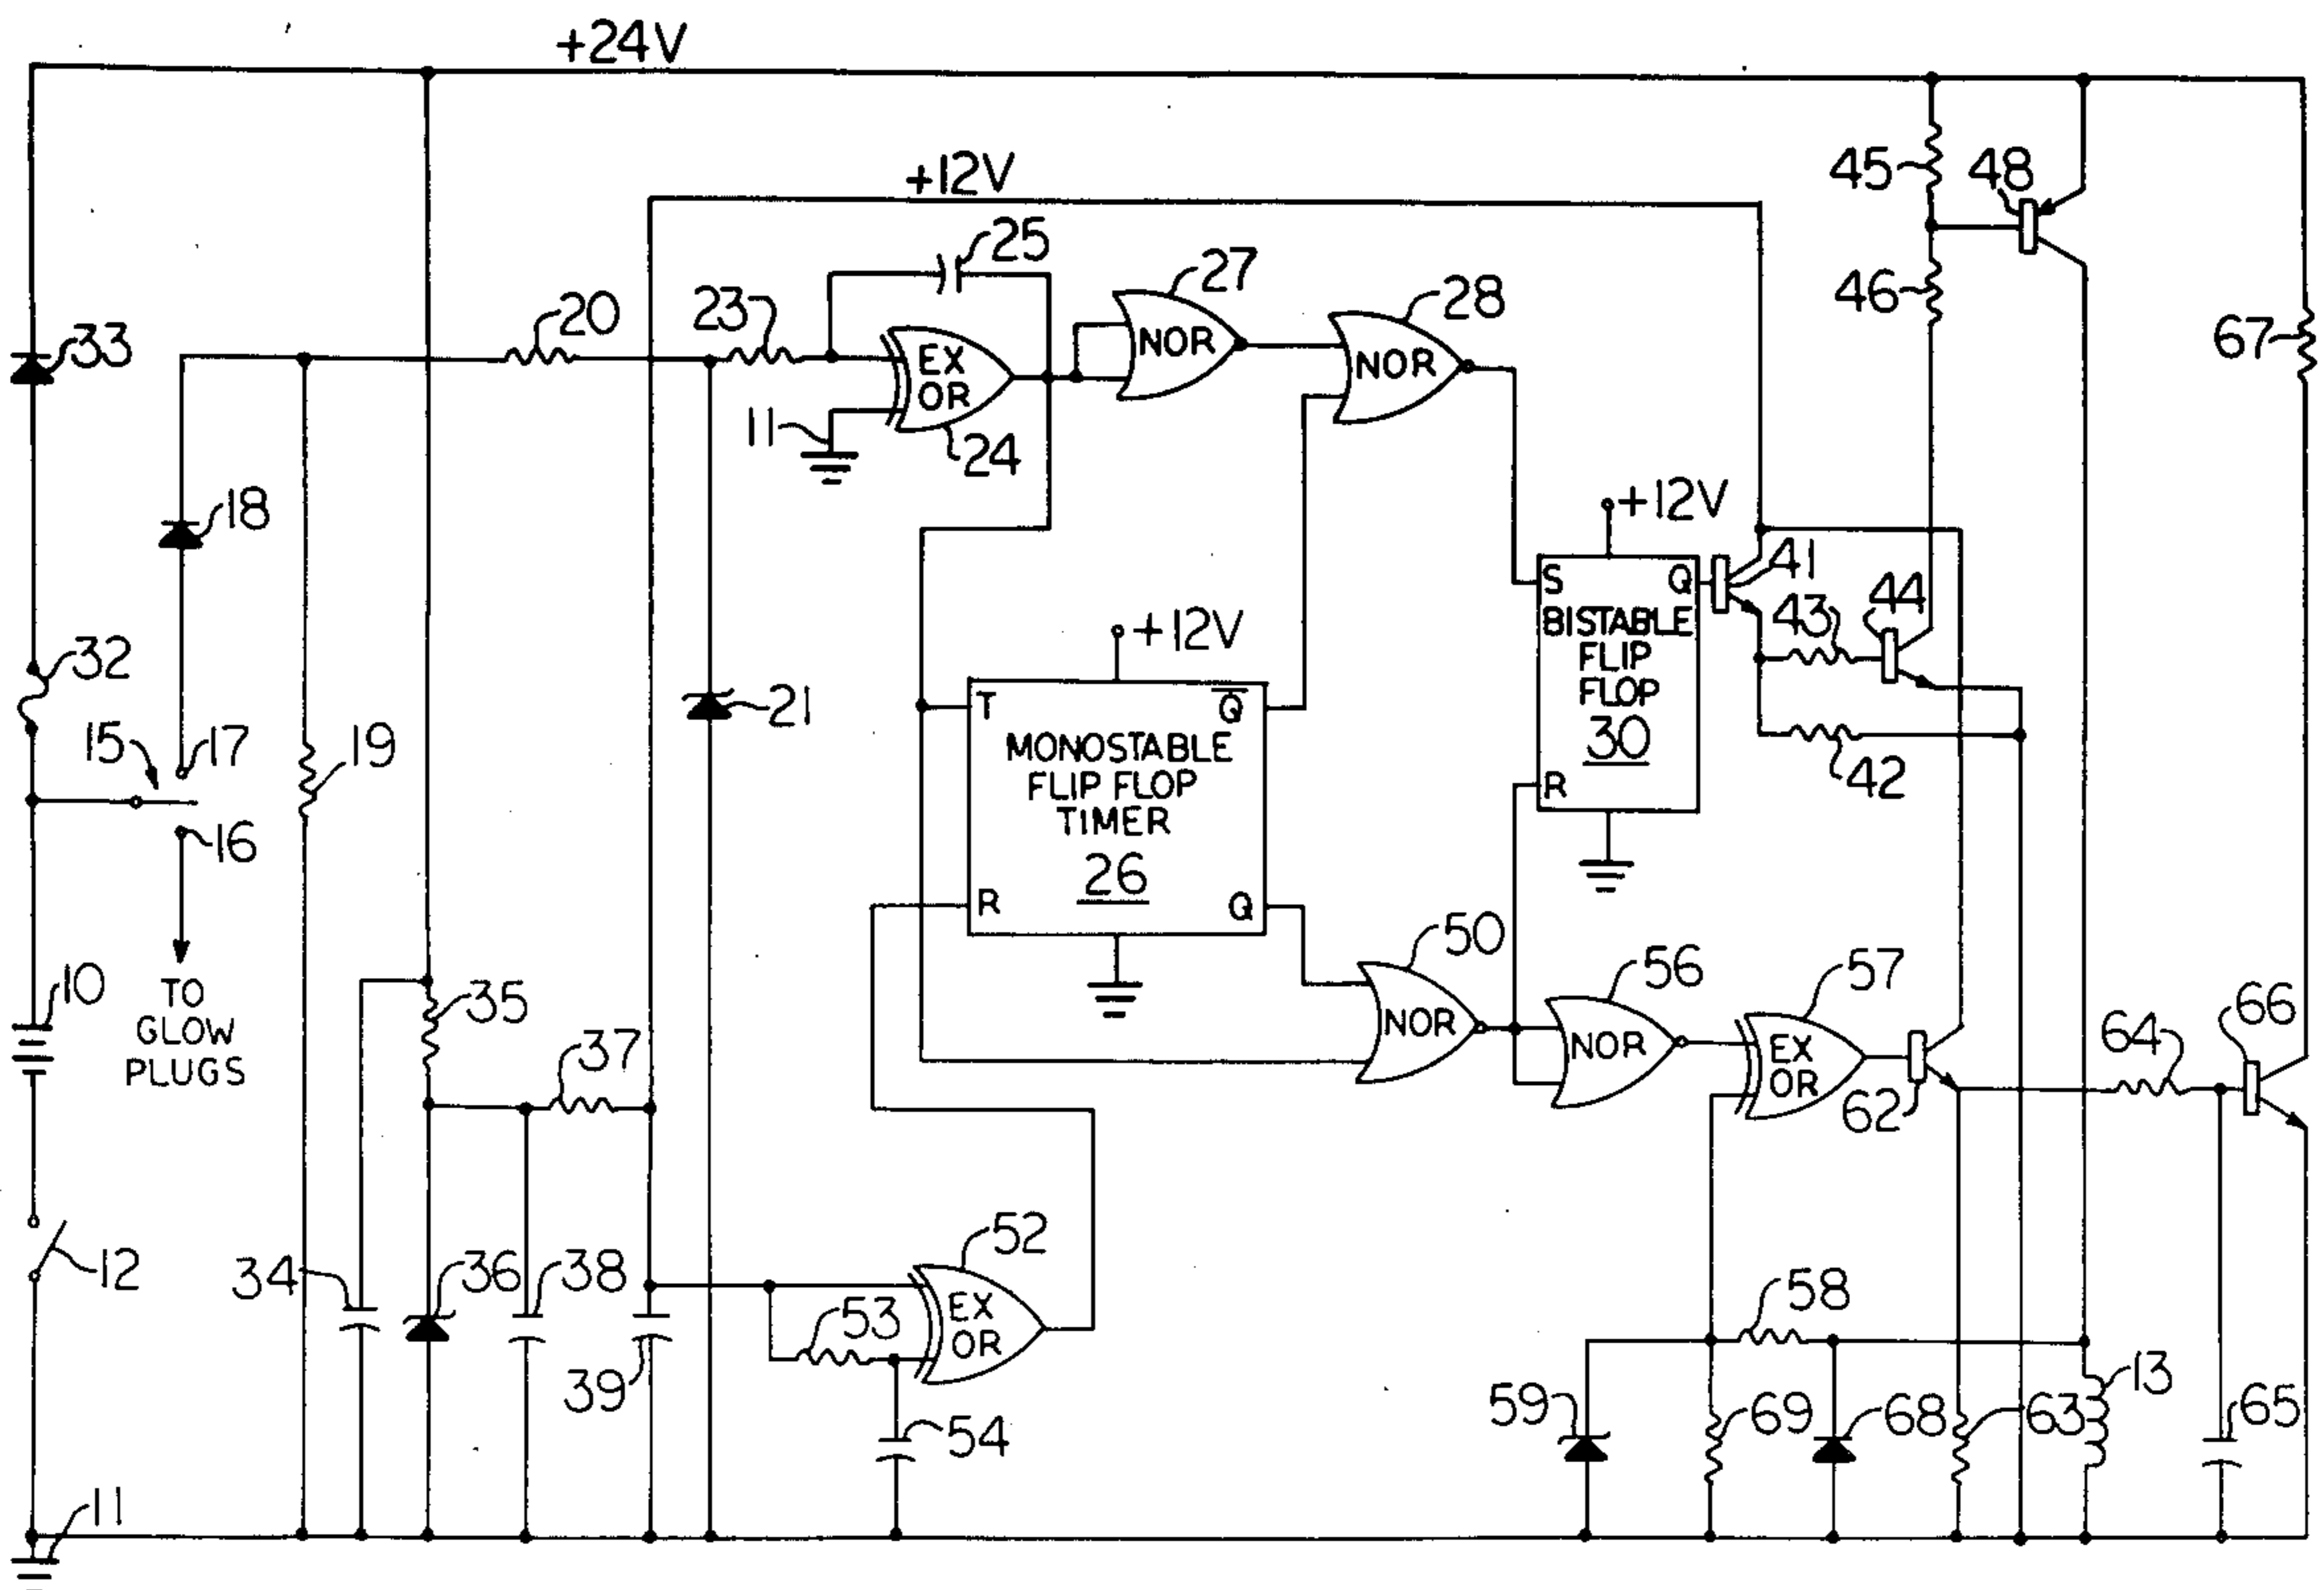 +24V
+12V
45
48
25
27
28
46
20
23
NOR
NOR
67
33
EX
OR
11
24
18
+12V
S
Q
41
43
44
BISTABLE
FLIP
FLOP
30
R
42
32
+12V
21
15
17
19
T
Q
MONOSTABLE
FLIP FLOP
TIMER
26
R
Q
16
10
TO
GLOW
PLUGS
35
37
50
NOR
56
NOR
57
EX
OR
62
64
66
12
34
36
38
39
52
EX
OR
53
54
58
59
69
68
63
13
65
11